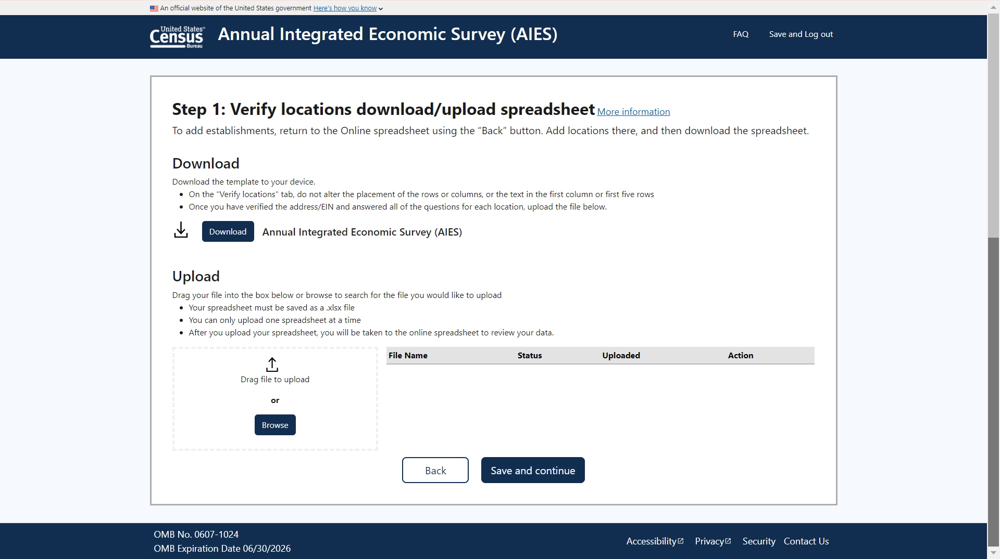 An official website of the United States government Here's how you know
United States®
Census
Bureau
Annual Integrated Economic Survey (AIES)
FAQ
Save and Log out
Step 1: Verify locations download/upload spreadsheet More information
To add establishments, return to the Online spreadsheet using the “Back” button. Add locations there, and then download the spreadsheet.
Download
Download the template to your device.
On the "Verify locations" tab, do not alter the placement of the rows or columns, or the text in the first column or first five rows
Once you have verified the address/EIN and answered all of the questions for each location, upload the file below.
Download Annual Integrated Economic Survey (AIES)
Upload
Drag your file into the box below or browse to search for the file you would like to upload
Your spreadsheet must be saved as a .xlsx file
You can only upload one spreadsheet at a time
After you upload your spreadsheet, you will be taken to the online spreadsheet to review your data.
Drag file to upload
or
Browse
File Name Status Uploaded Action
Back Save and continue
OMB No. 0607-1024
OMB Expiration Date 06/30/2026
Accessibility Privacy Security Contact Us